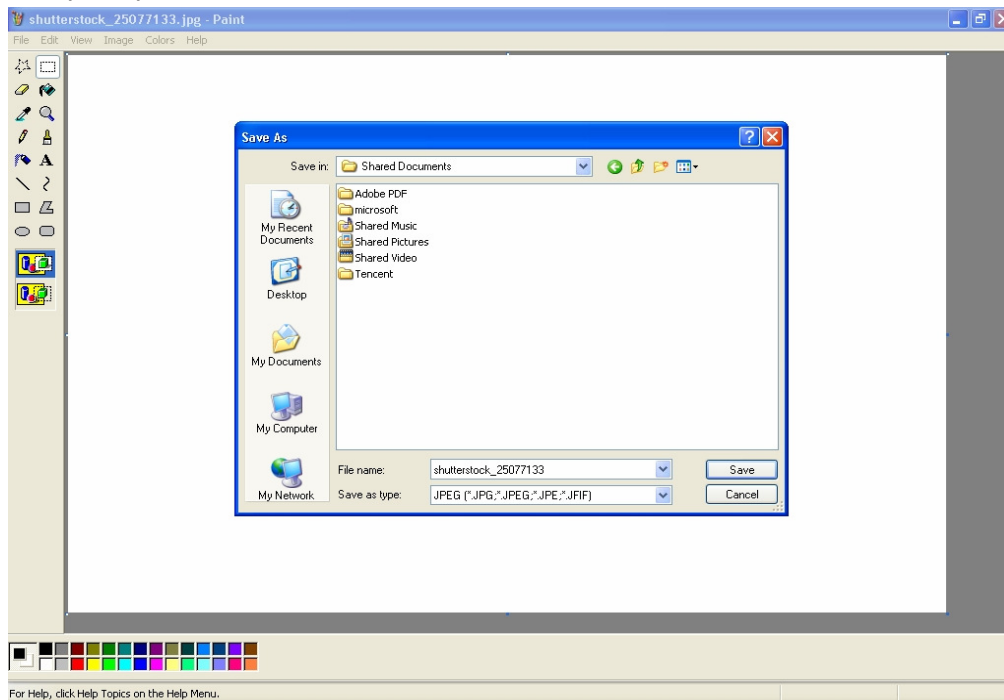 shutterstock_25077133.jpg - Paint
File Edit View Image Colors Help
A
Save As
Save in: Shared Documents
My Recent Documents
Desktop
My Documents
My Computer
My Network
Adobe PDF
microsoft
Shared Music
Shared Pictures
Shared Video
Tencent
File name: shutterstock_25077133 Save
Save as type: JPEG (*.JPG;*.JPEG;*.JPE;*.JFIF) Cancel
For Help, click Help Topics on the Help Menu.